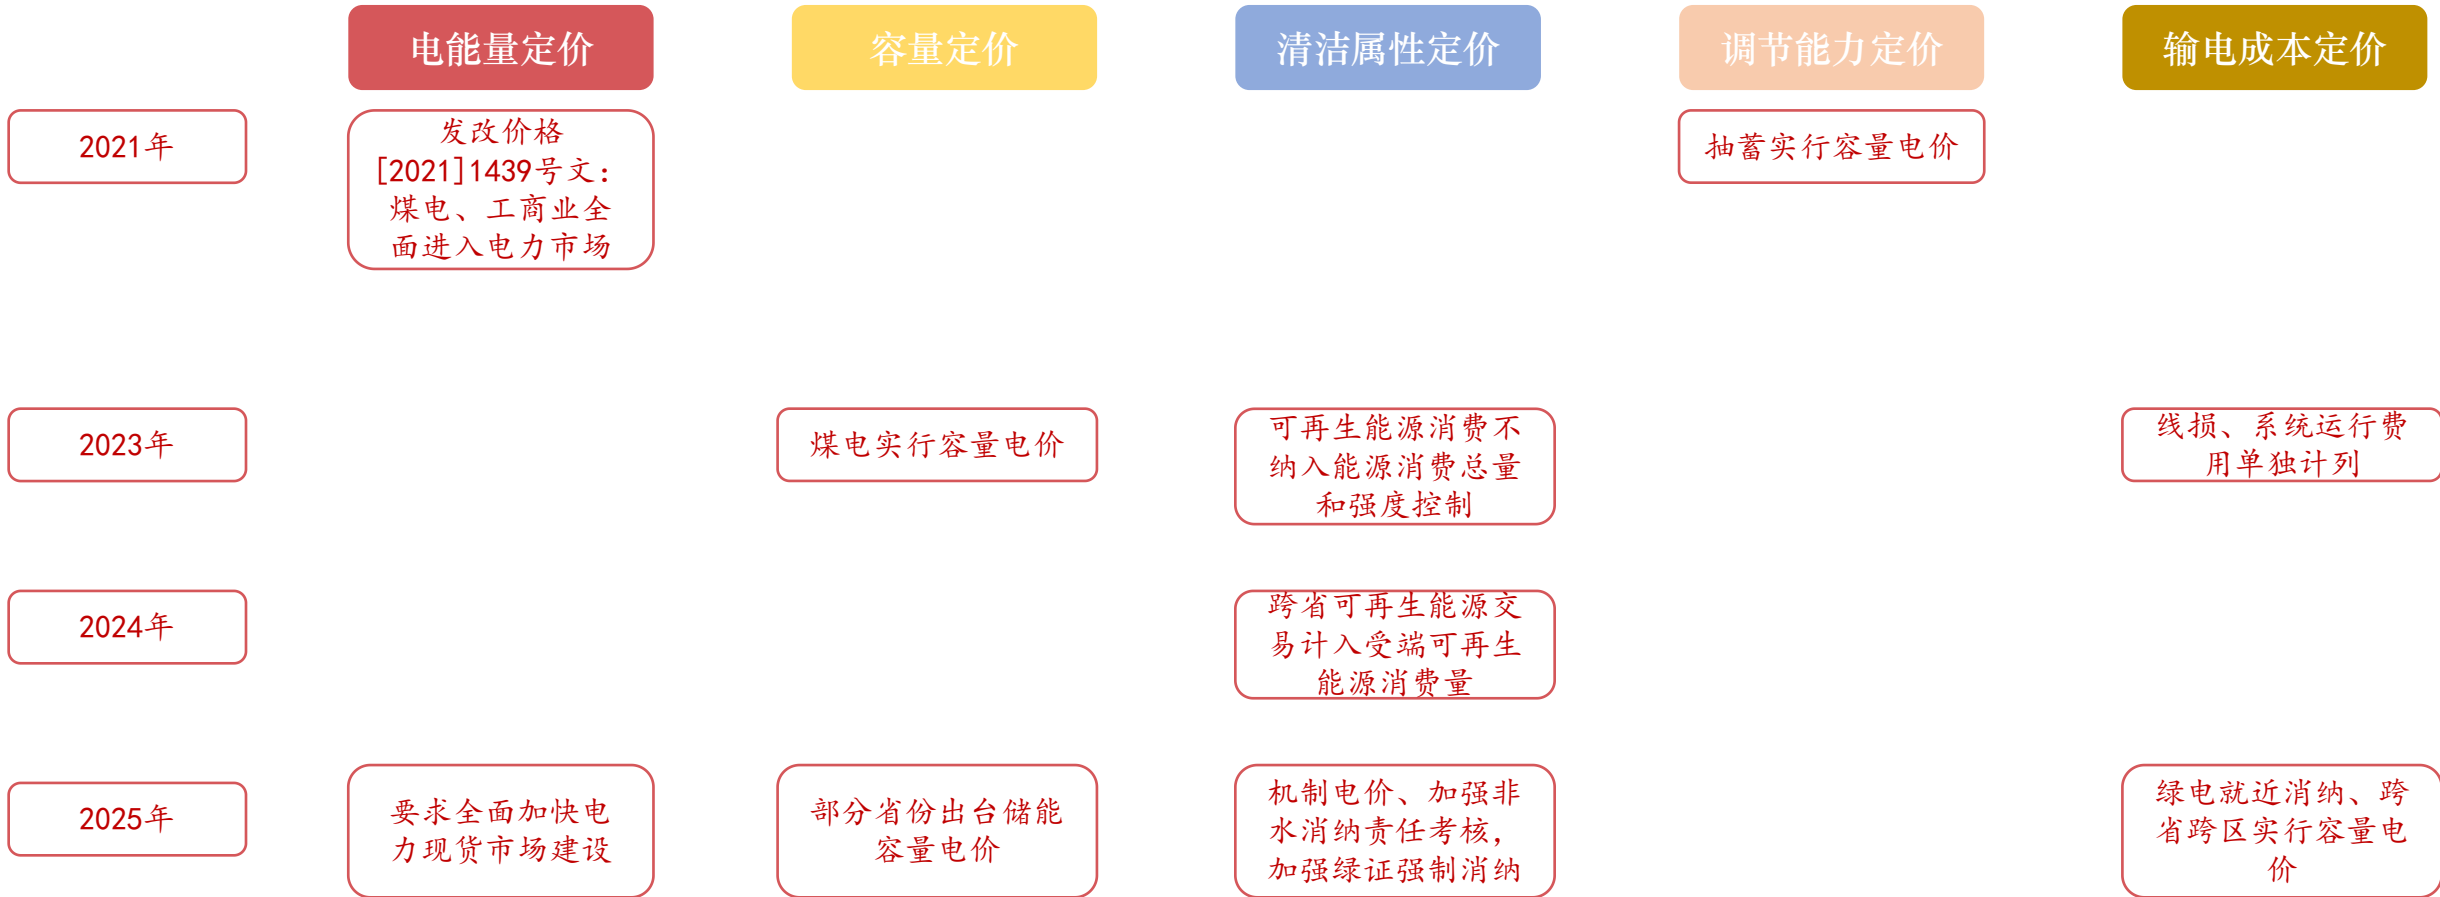 电能量定价
容量定价
清洁属性定价
调节能力定价
输电成本定价
2021年
发改价格
[2021]1439号文：
煤电、工商业全
面进入电力市场
抽蓄实行容量电价
2023年
煤电实行容量电价
可再生能源消费不
纳入能源消费总量
和强度控制
线损、系统运行费
用单独计列
2024年
跨省可再生能源交
易计入受端可再生
能源消费量
2025年
要求全面加快电
力现货市场建设
部分省份出台储能
容量电价
机制电价、加强非
水消纳责任考核，
加强绿证强制消纳
绿电就近消纳、跨
省跨区实行容量电
价